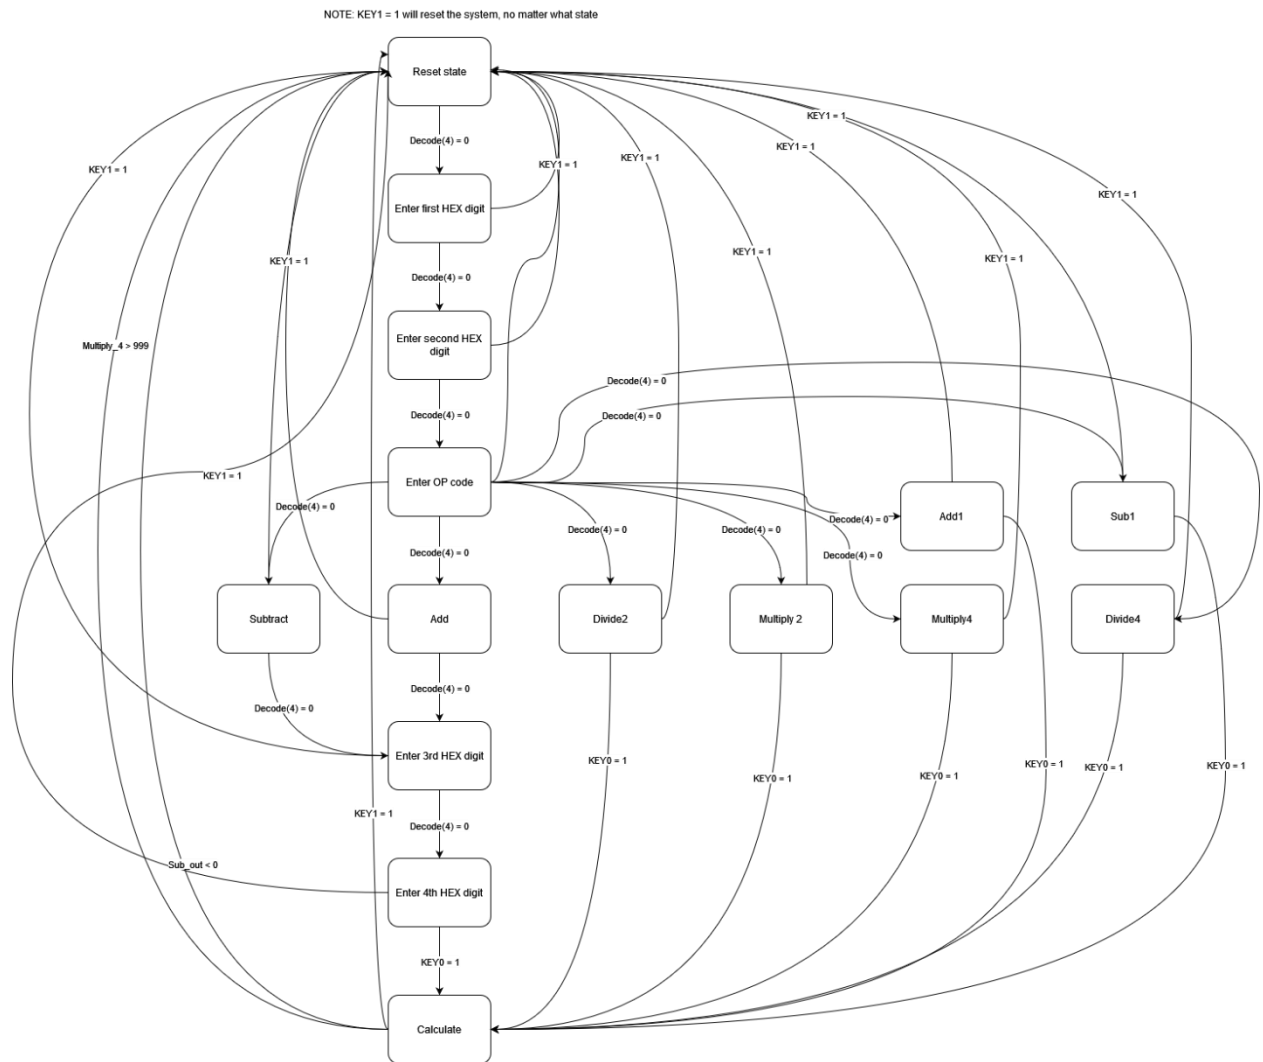 NOTE: KEY1 = 1 will reset the system, no matter what state
Reset state
KEY1 = 1
Decode(4) = 0
KEY1 = 1
KEY1 = 1
KEY1 = 1
KEY1 = 1
KEY1 = 1
KEY1 = 1
Enter first HEX digit
KEY1 = 1
KEY1 = 1
KEY1 = 1
Decode(4) = 0
Enter second HEX
digit
Multiply_4 > 999
Decode(4) = 0
Decode(4) = 0
Decode(4) = 0
KEY1 = 1
Enter OP code
Decode(4) = 0
Add1
Sub1
Decode(4) = 0
Decode(4) = 0
Decode(4) = 0
Decode(4) = 0
Decode(4) = 0
Subtract
Add
Divide2
Multiply 2
Multiply4
Divide4
Decode(4) = 0
Decode(4) = 0
Enter 3rd HEX digit
KEY0 = 1
KEY0 = 1
KEY0 = 1
KEY0 = 1
KEY0 = 1
KEY0 = 1
KEY1 = 1
Decode(4) = 0
Sub_out < 0
Enter 4th HEX digit
KEY0 = 1
Calculate